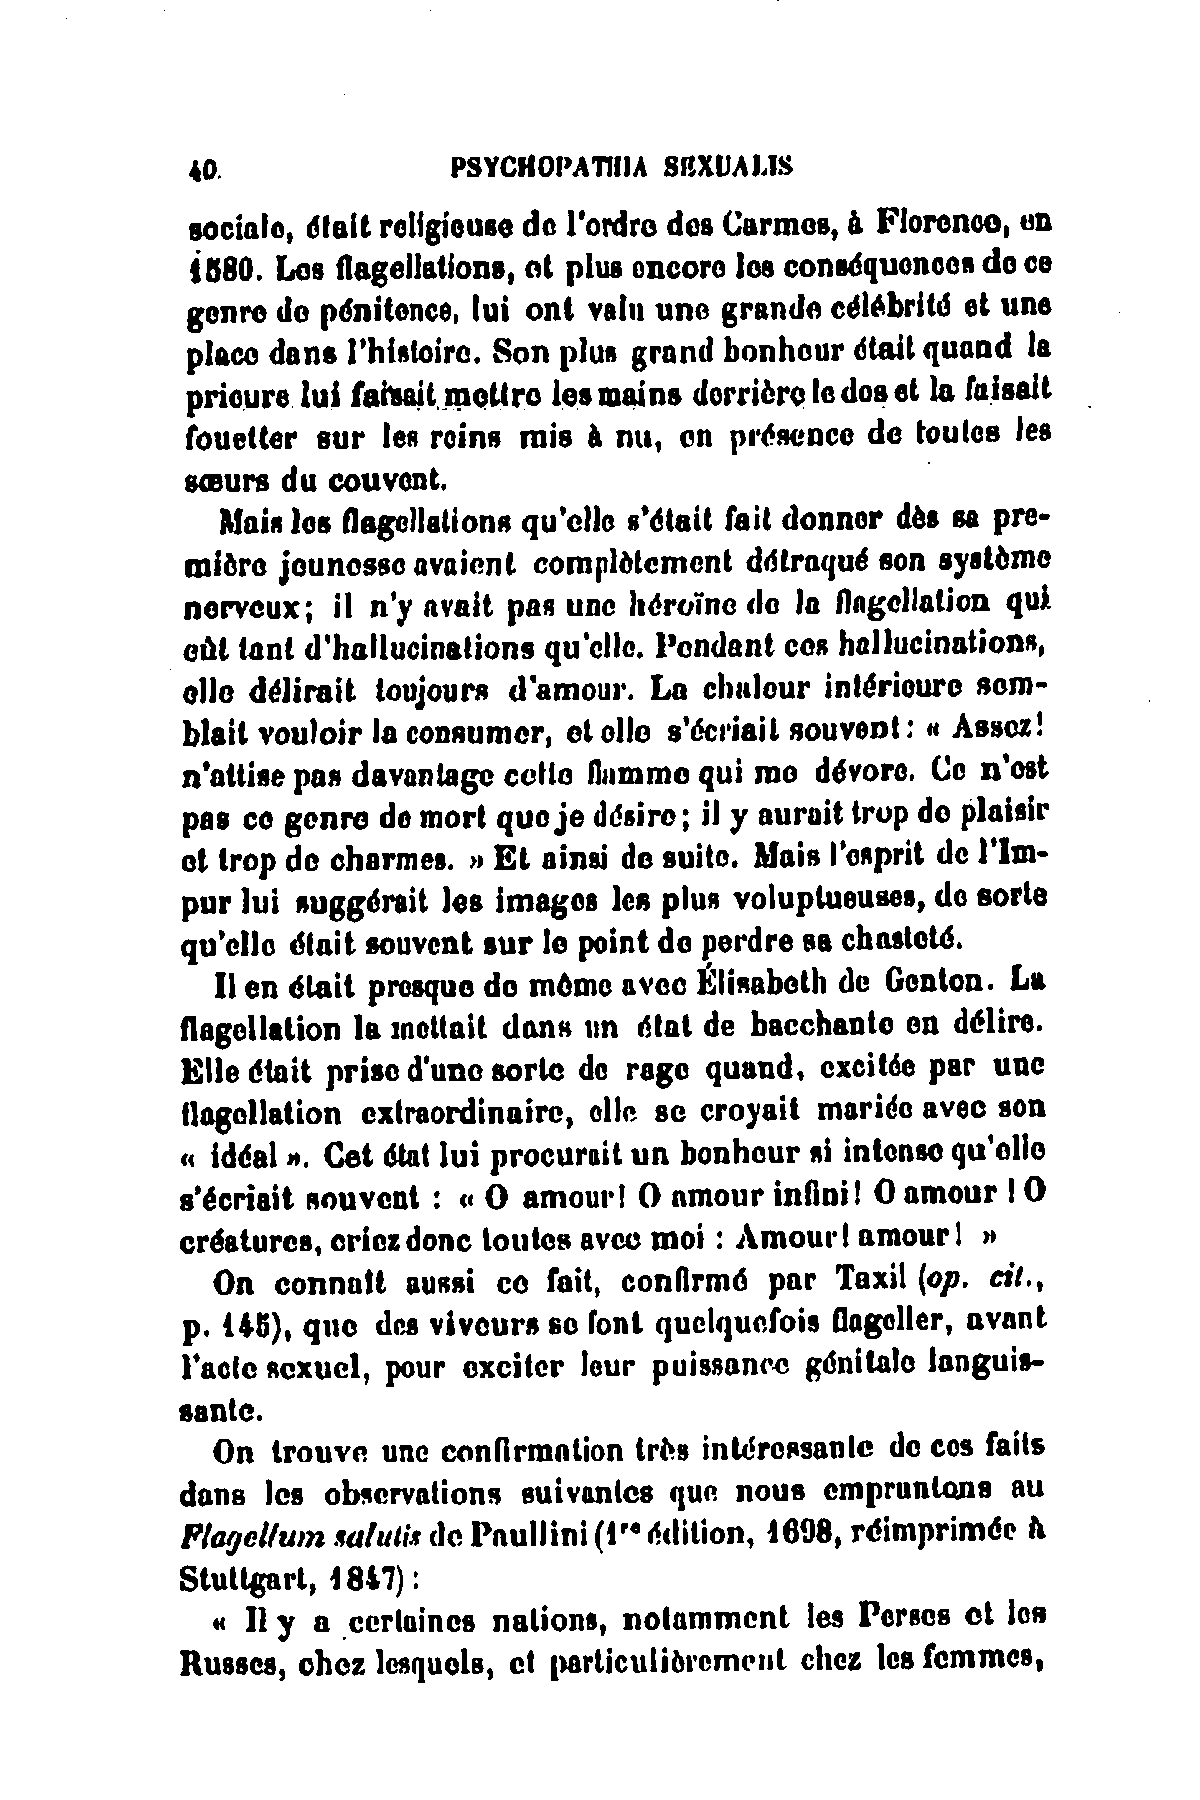 40. PSYCHOPATHIA SEXUALIS
sociale, était religieuse de l'ordre des Carmes, à Florence, en
1580. Les flagellations, et plus encore les conséquences de ce
genre de pénitence, lui ont valu une grande célébrité et une
place dans l'histoire. Son plus grand bonheur était quand la
prieure lui faisait mettre les mains derrière le dos et la faisait
fouetter sur les reins mis à nu, en présence de toutes les
sœurs du couvent.
Mais les flagellations qu'elle s'était fait donner dès sa pre-
mière jeunesse avaient complètement détraqué son système
nerveux; il n'y avait pas une héroïne de la flagellation qui
eût tant d'hallucinations qu'elle. Pendant ces hallucinations,
elle délirait toujours d'amour. La chaleur intérieure sem-
blait vouloir la consumer, et elle s'écriait souvent: « Assez!
n'attise pas davantage cette flamme qui me dévore. Ce n'est
pas ce genre de mort que je désire; il y aurait trop de plaisir
et trop de charmes. » Et ainsi de suite. Mais l'esprit de l'Im-
pur lui suggérait les images les plus voluptueuses, de sorte
qu'elle était souvent sur le point de perdre sa chasteté.
Il en était presque de même avec Élisabeth de Genton. La
flagellation la mettait dans un état de bacchante en délire.
Elle était prise d'une sorte de rage quand, excitée par une
flagellation extraordinaire, elle se croyait mariée avec son
« idéal ». Cet état lui procurait un bonheur si intense qu'elle
s'écriait souvent : « O amour! O amour infini! O amour ! O
créatures, criez donc toutes avec moi : Amour! amour! »
On connaît aussi ce fait, confirmé par Taxil (op. cit.,
p. 145), que des viveurs se font quelquefois flageller, avant
l'acte sexuel, pour exciter leur puissance génitale languis-
sante.
On trouve une confirmation très intéressante de ces faits
dans les observations suivantes que nous empruntons au
Flagellum salutis de Paullini (1re édition, 1698, réimprimée à
Stuttgart, 1847) :
« Il y a certaines nations, notamment les Perses et les
Russes, chez lesquels, et particulièrement chez les femmes,